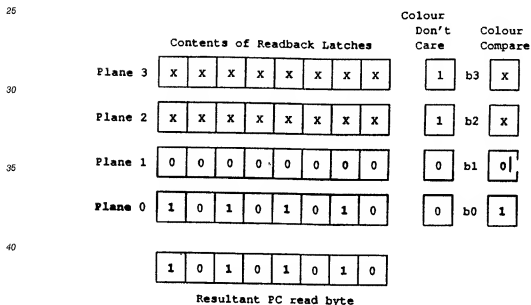 25
Colour
Don't Colour
Contents of Readback Latches Care Compare
Plane 3 x x x x x x x x 1 b3 x
30
Plane 2 x x x x x x x x 1 b2 x
Plane 1 0 0 0 0 0 0 0 0 0 b1 0
35
Plane 0 1 0 1 0 1 0 1 0 0 b0 1
40
1 0 1 0 1 0 1 0
Resultant PC read byte